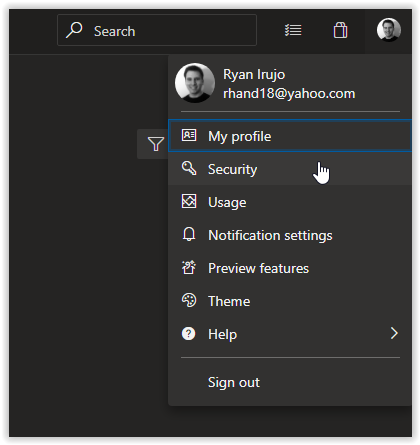 Search
Ryan Irujo
rhand18@yahoo.com
My profile
Security
Usage
Notification settings
Preview features
Theme
Help
Sign out